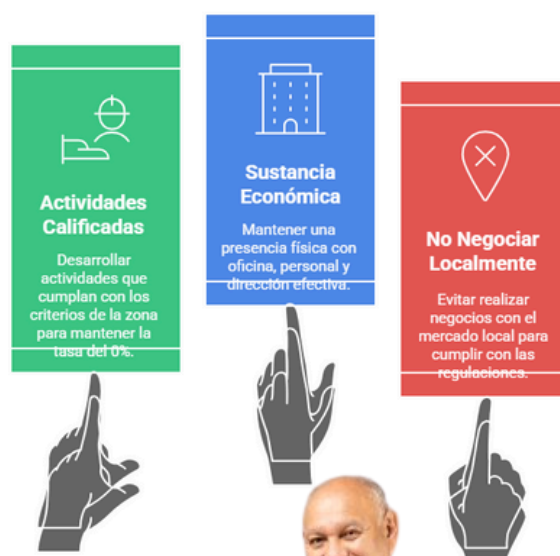 Actividades
Calificadas
Desarrollar
actividades que
cumplan con los
criterios de la zona
para mantener la
tasa del 0%.
Sustancia
Económica
Mantener una
presencia física con
oficina, personal y
dirección efectiva.
No Negociar
Localmente
Evitar realizar
negocios con el
mercado local para
cumplir con las
regulaciones.